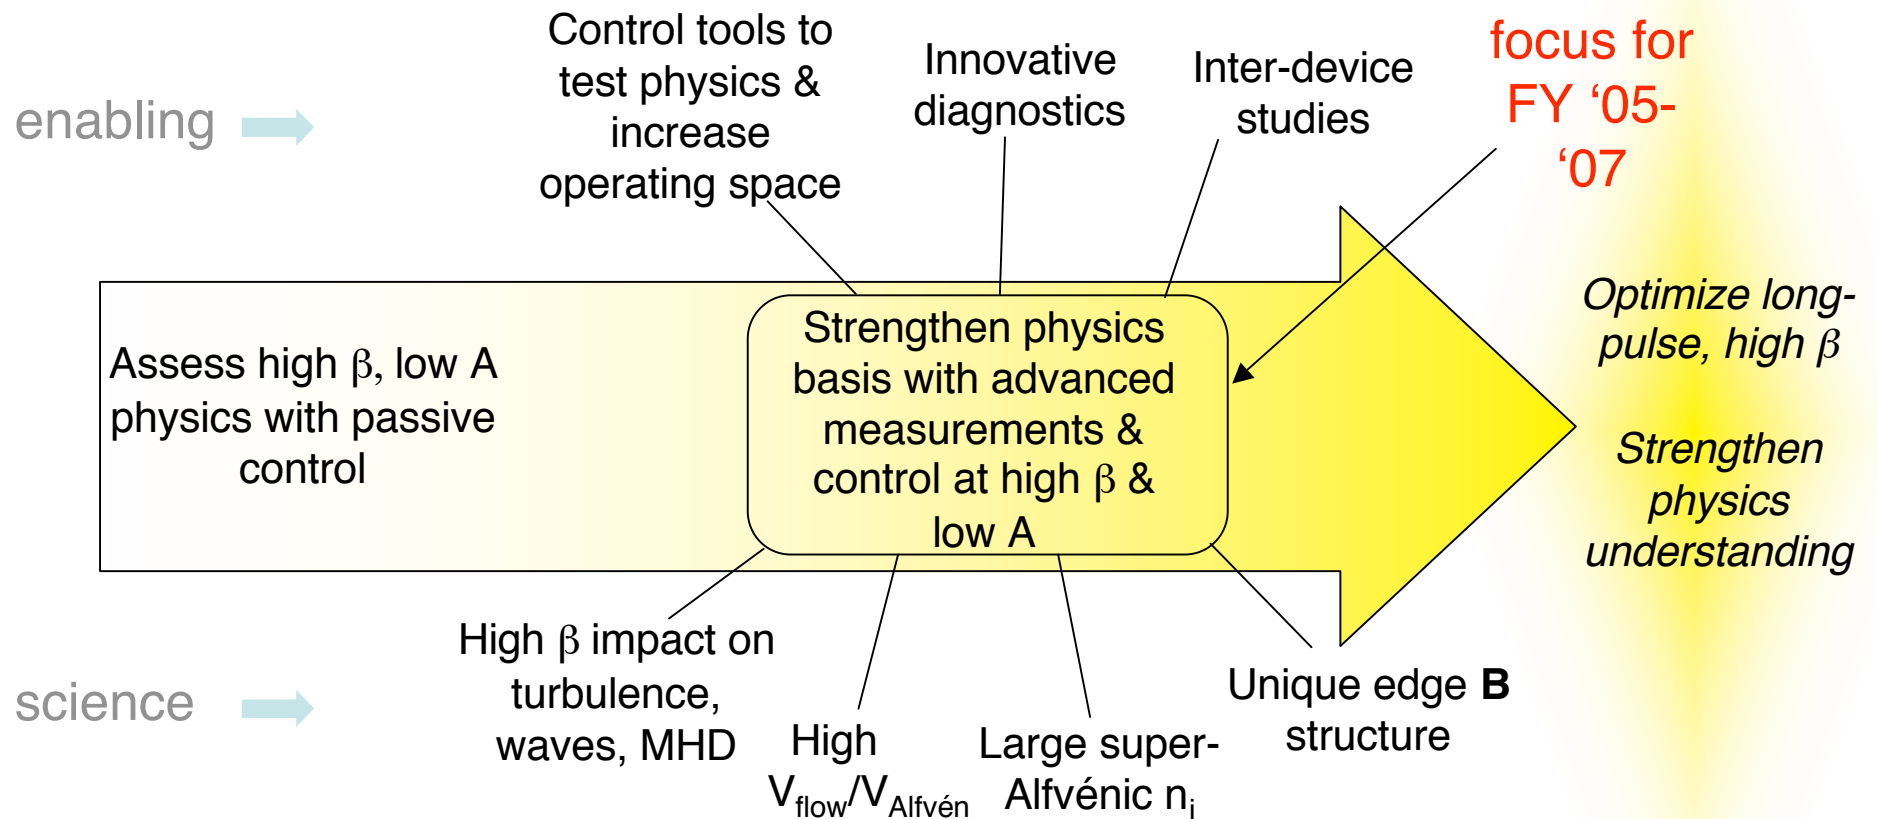 Control tools to
test physics &
increase
operating space
Innovative
diagnostics
Inter-device
studies
focus for
FY ‘05-
‘07
enabling
Assess high β, low A
physics with passive
control
Strengthen physics
basis with advanced
measurements &
control at high β &
low A
Optimize long-
pulse, high β
Strengthen
physics
understanding
science
High β impact on
turbulence,
waves, MHD
High
Vflow/VAlfvén
Large super-
Alfvénic ni
Unique edge B
structure